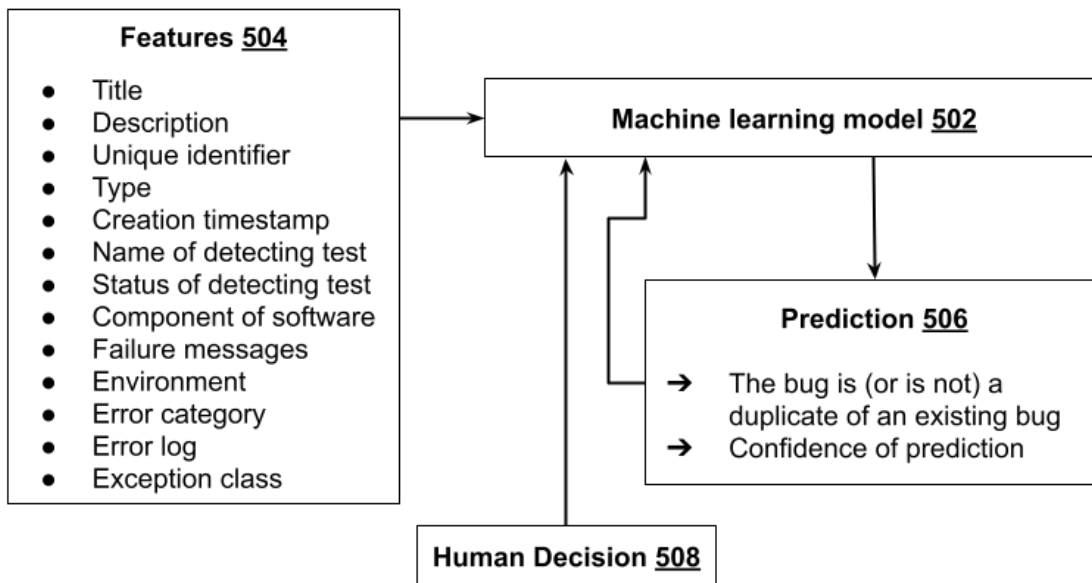 Features 504
● Title
● Description
● Unique identifier
● Type
● Creation timestamp
● Name of detecting test
● Status of detecting test
● Component of software
● Failure messages
● Environment
● Error category
● Error log
● Exception class
Machine learning model 502
Prediction 506
➔ The bug is (or is not) a
duplicate of an existing bug
➔ Confidence of prediction
Human Decision 508